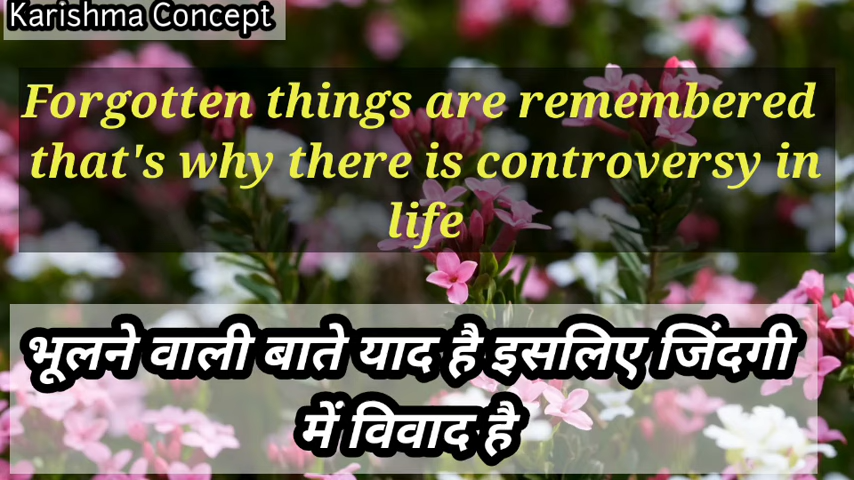 Karishma Concept
Forgotten things are remembered
that's why there is controversy in
life
भूलने वाली बाते याद है इसलिए जिंदगी
में विवाद है